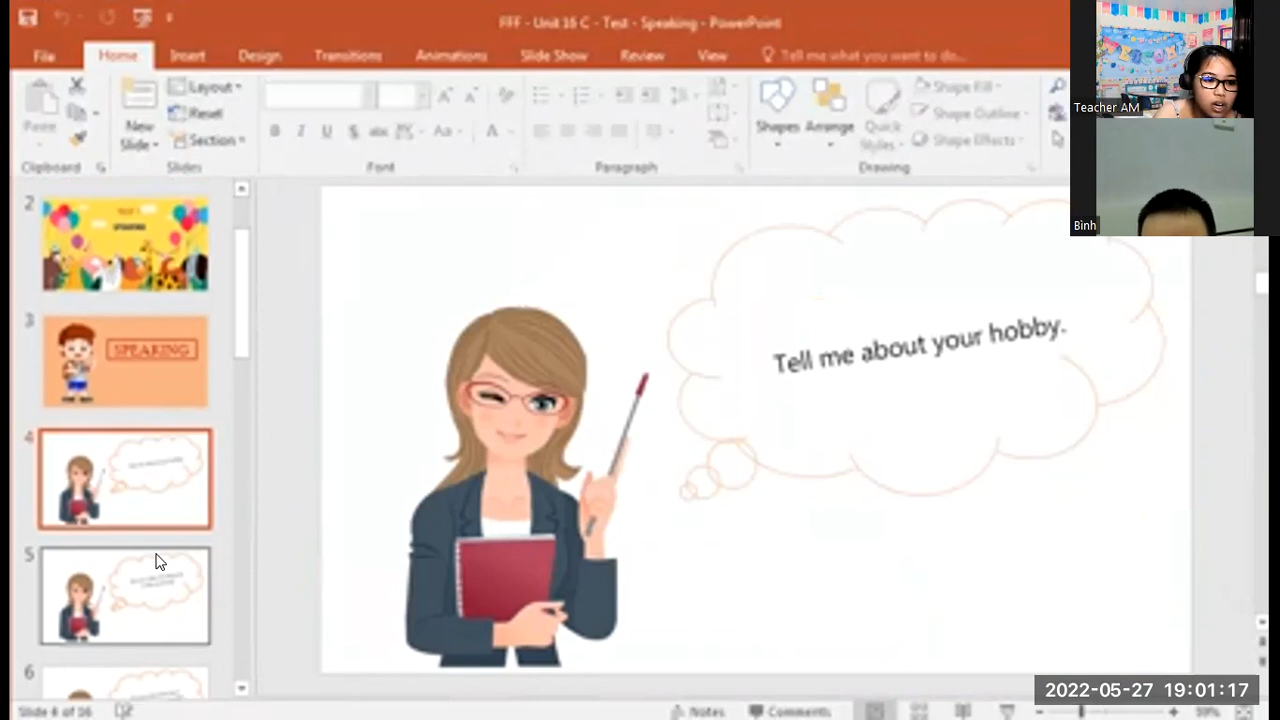 FFF - Unit 16 C - Test - Speaking - PowerPoint
File Home Insert Design Transitions Animations Slide Show Review View Tell me what you want to do...
Paste
New Slide
Layout
Reset
Section
Shapes
Arrange
Quick Styles
Shape Fill
Shape Outline
Shape Effects
Clipboard Slides Font Paragraph Drawing
Teacher AM
Bình
2
3
SPEAKING
4
5
6
Tell me about your hobby.
Slide 4 of 16
Notes Comments
2022-05-27 19:01:17